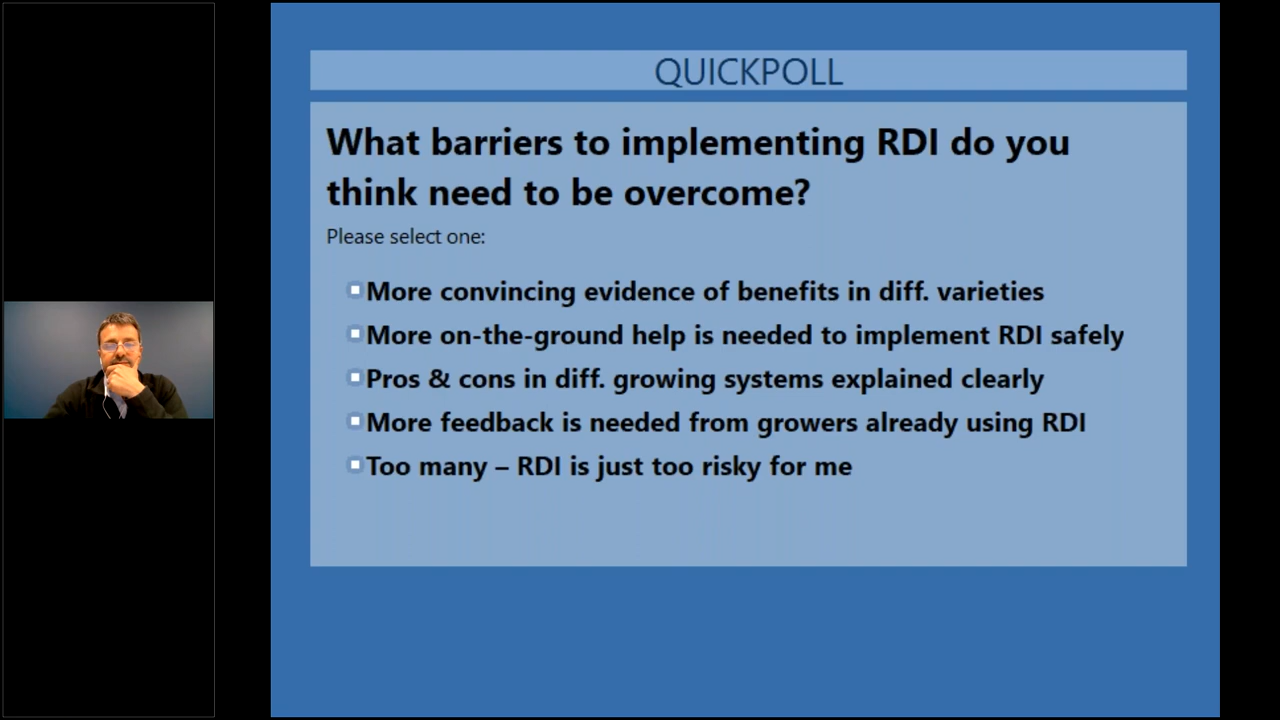 QUICKPOLL
What barriers to implementing RDI do you
think need to be overcome?
Please select one:
More convincing evidence of benefits in diff. varieties
More on-the-ground help is needed to implement RDI safely
Pros & cons in diff. growing systems explained clearly
More feedback is needed from growers already using RDI
Too many – RDI is just too risky for me